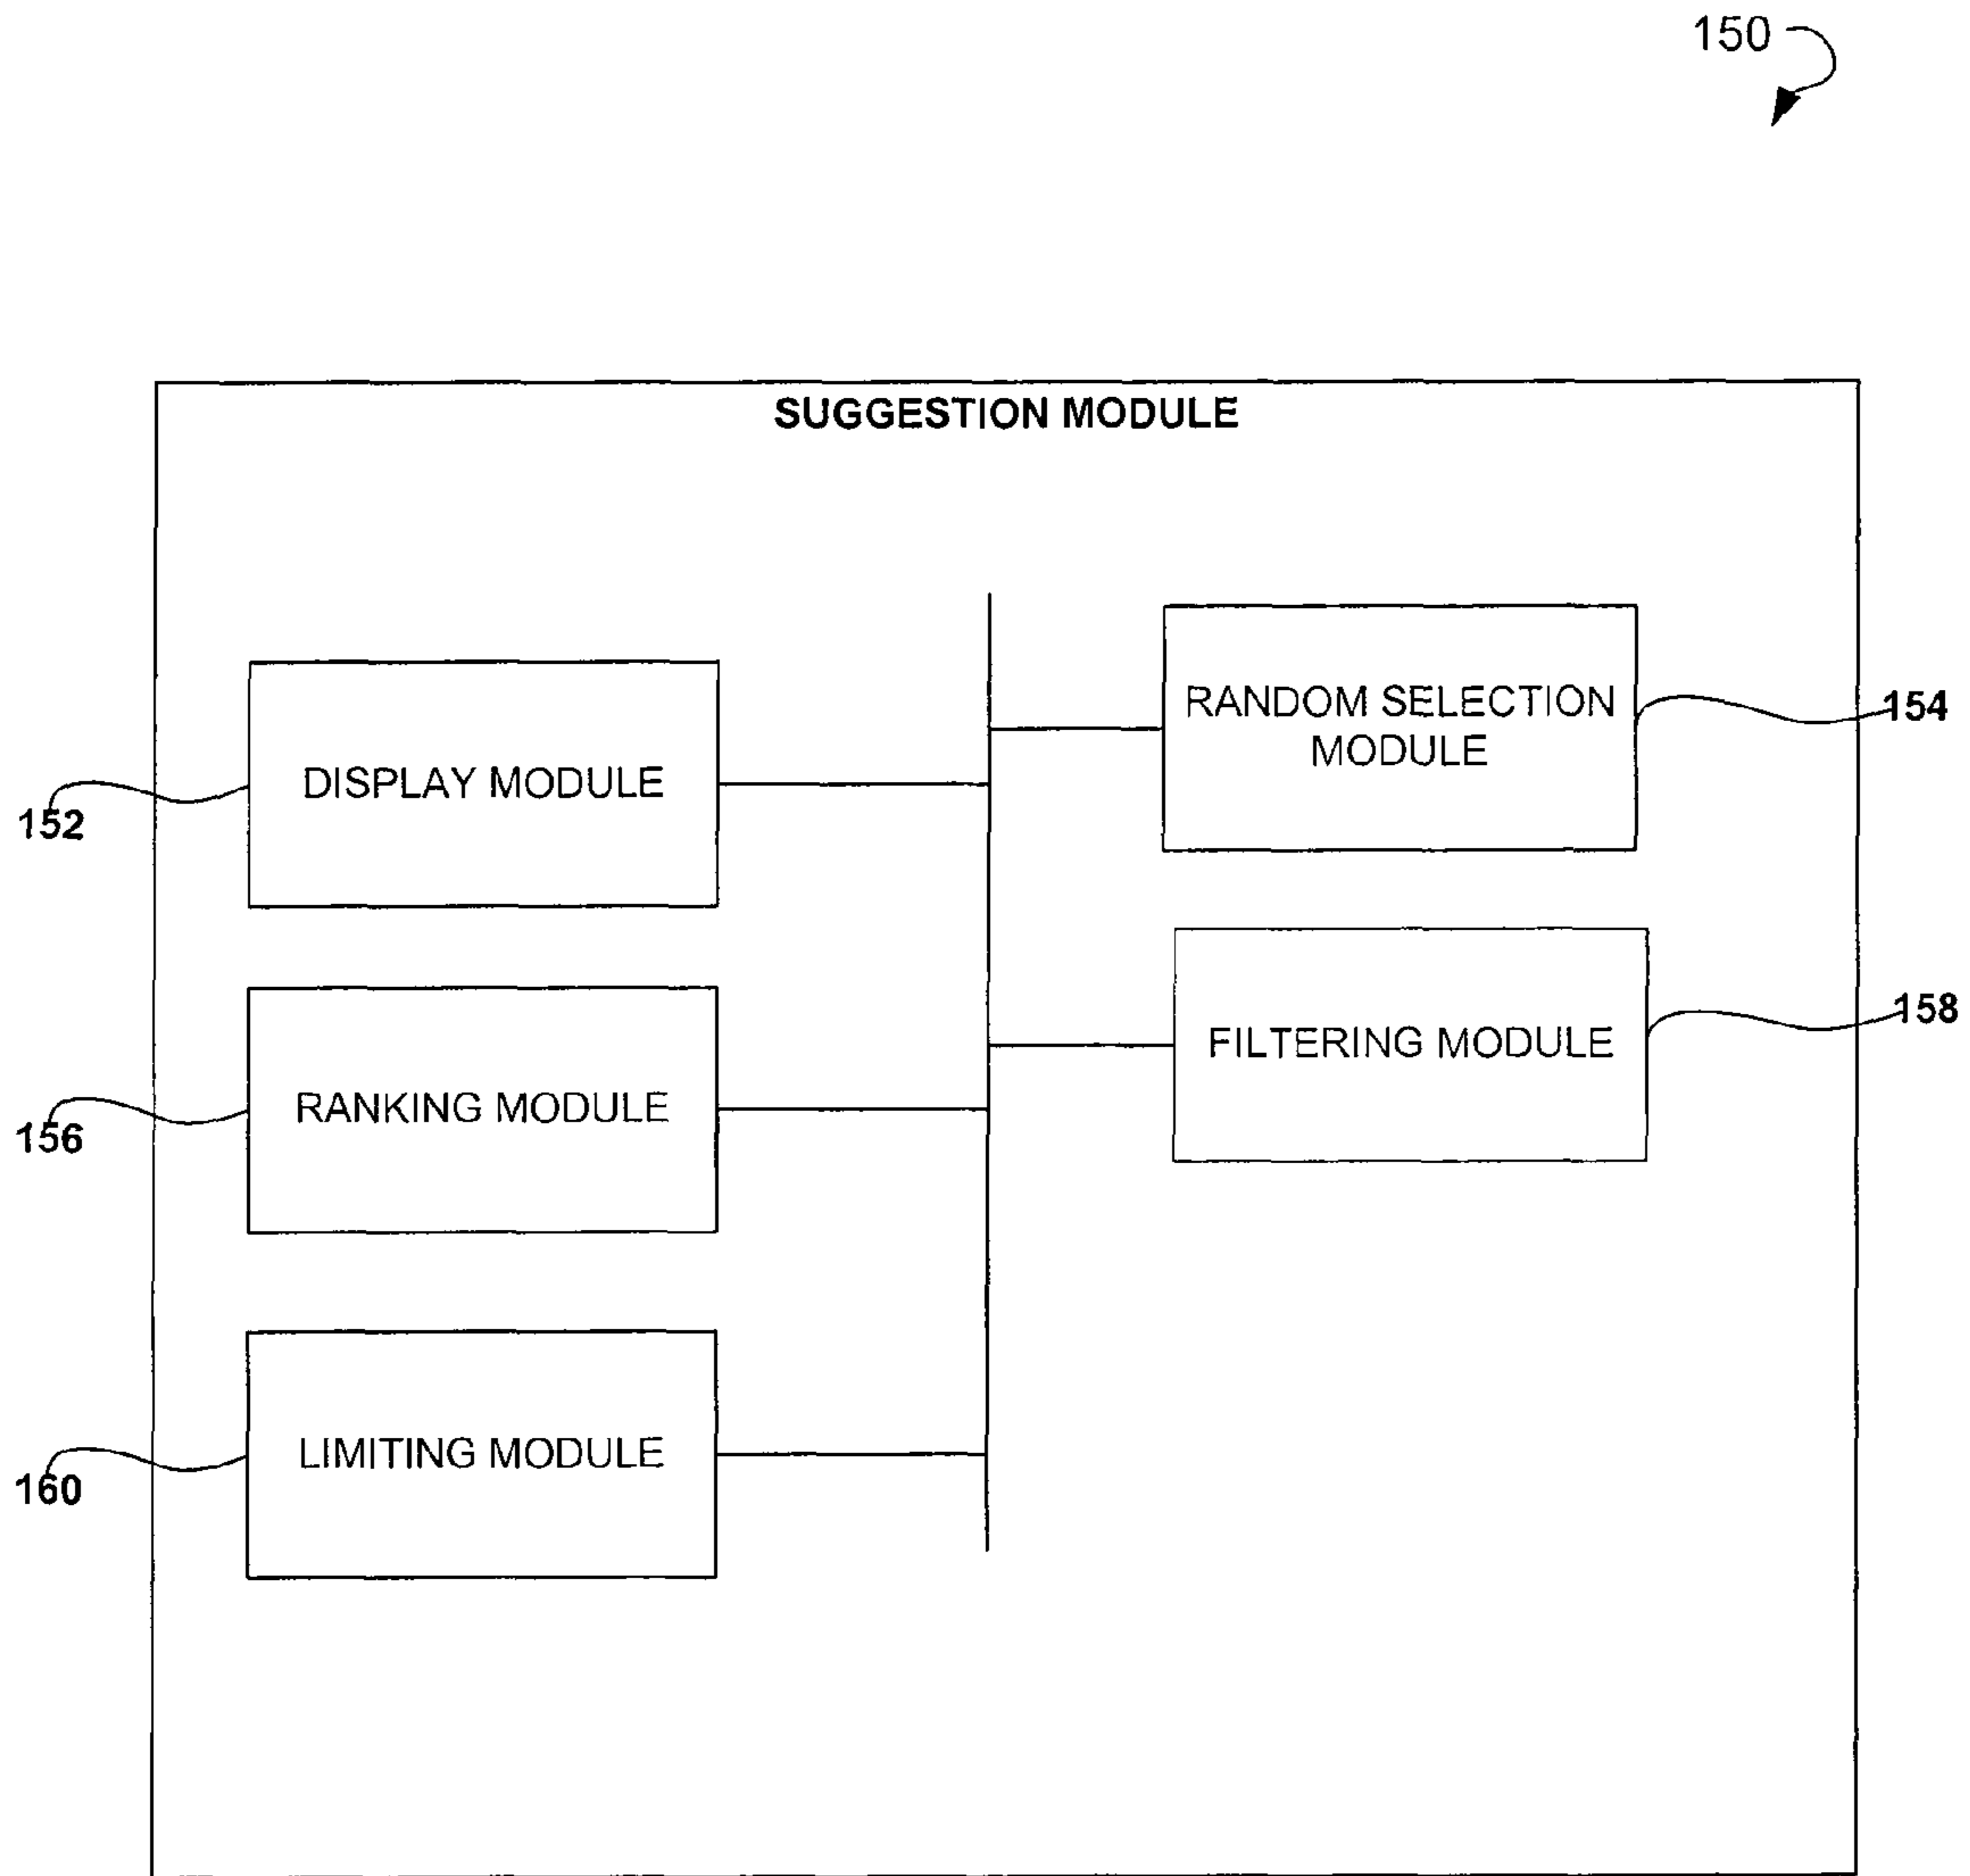 150
SUGGESTION MODULE
RANDOM SELECTION
MODULE
154
DISPLAY MODULE
152
FILTERING MODULE
158
RANKING MODULE
156
LIMITING MODULE
160